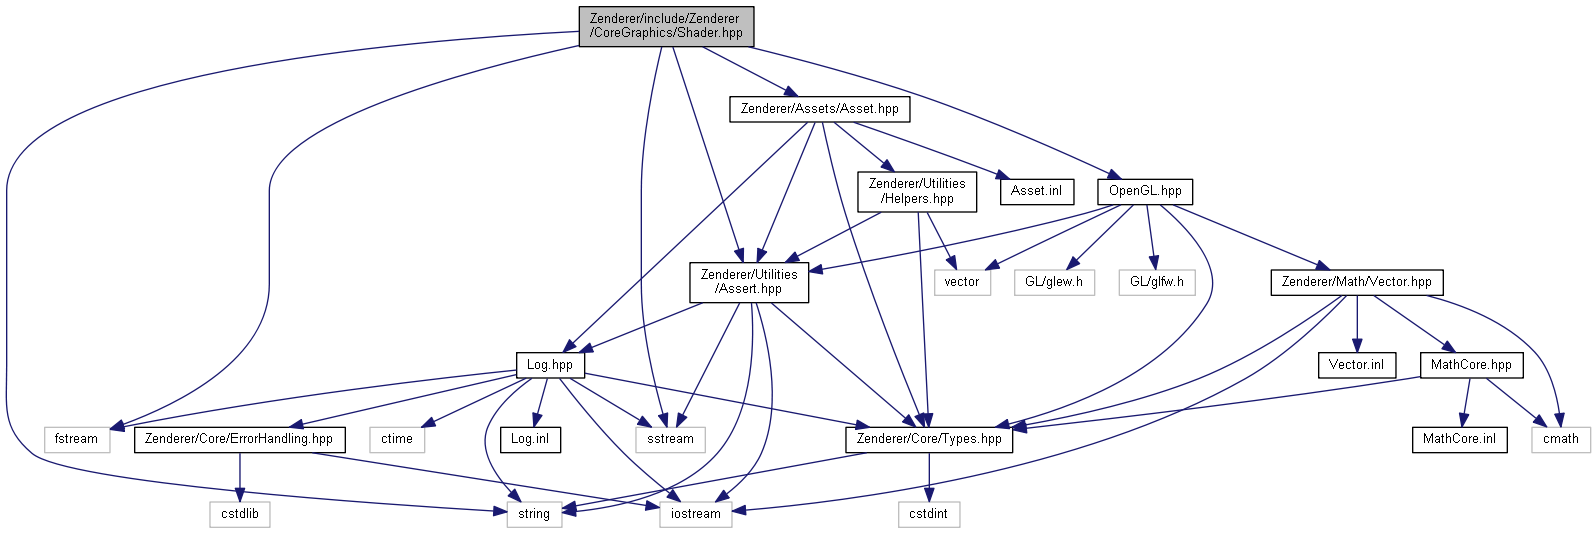 Zenderer/include/Zenderer
/CoreGraphics/Shader.hpp
Zenderer/Assets/Asset.hpp
Zenderer/Utilities
/Helpers.hpp
Asset.inl
OpenGL.hpp
Zenderer/Utilities
/Assert.hpp
vector
GL/glew.h
GL/glfw.h
Zenderer/Math/Vector.hpp
Log.hpp
Vector.inl
MathCore.hpp
fstream
Zenderer/Core/ErrorHandling.hpp
ctime
Log.inl
sstream
Zenderer/Core/Types.hpp
MathCore.inl
cmath
cstdlib
string
iostream
cstdint